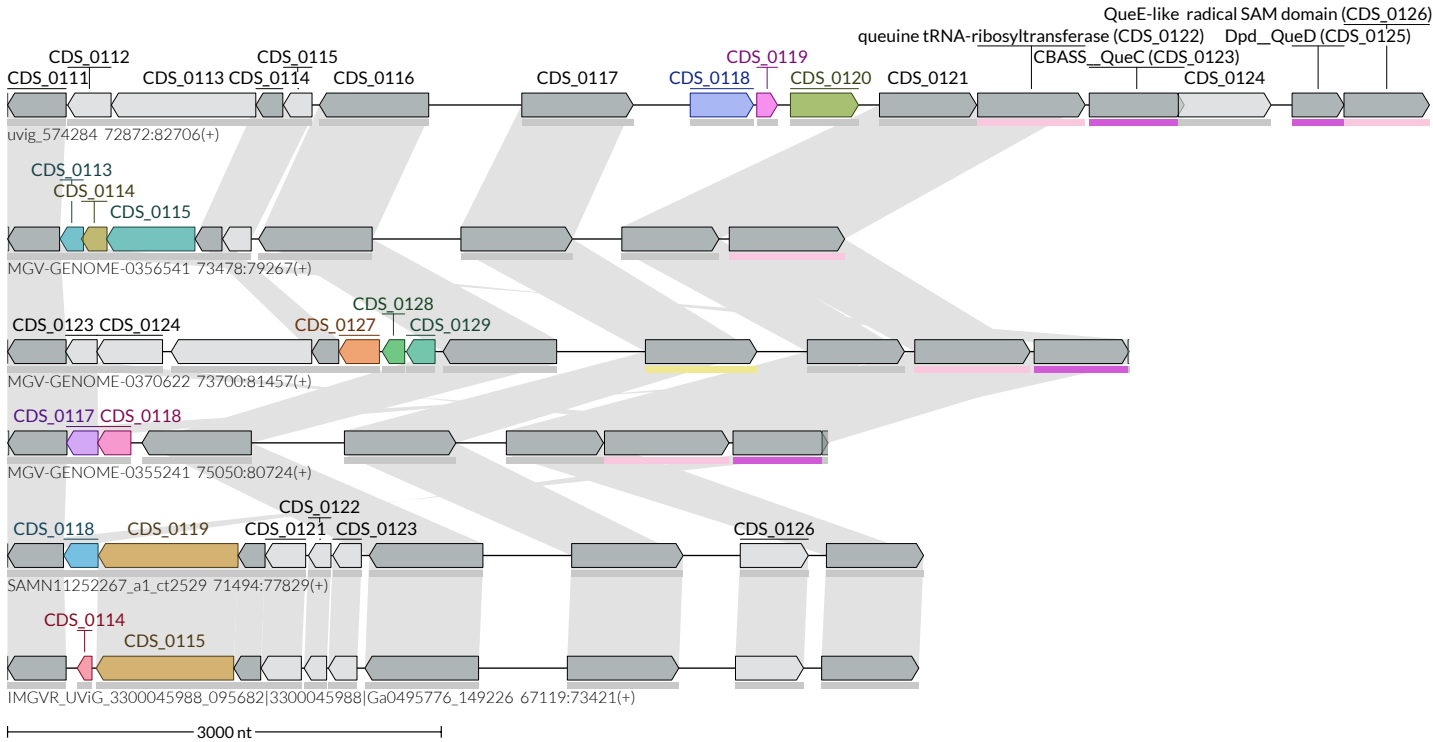 QueE-like radical SAM domain (CDS_0126)
queuine tRNA-ribosyltransferase (CDS_0122) Dpd__QueD (CDS_0125)
CDS_0112 CDS_0115 CDS_0119 CBASS__QueC (CDS_0123)
CDS_0111 CDS_0113 CDS_0114 CDS_0116 CDS_0117 CDS_0118 CDS_0120 CDS_0121 CDS_0124
uvig_574284 72872:82706(+)
CDS_0113
CDS_0114
CDS_0115
MGV-GENOME-0356541 73478:79267(+)
CDS_0128
CDS_0123 CDS_0124 CDS_0127 CDS_0129
MGV-GENOME-0370622 73700:81457(+)
CDS_0117 CDS_0118
MGV-GENOME-0355241 75050:80724(+)
CDS_0122
CDS_0118 CDS_0119 CDS_0121 CDS_0123 CDS_0126
SAMN11252267_a1_ct2529 71494:77829(+)
CDS_0114
CDS_0115
IMGVR_UViG_3300045988_095682|3300045988|Ga0495776_149226 67119:73421(+)
3000 nt